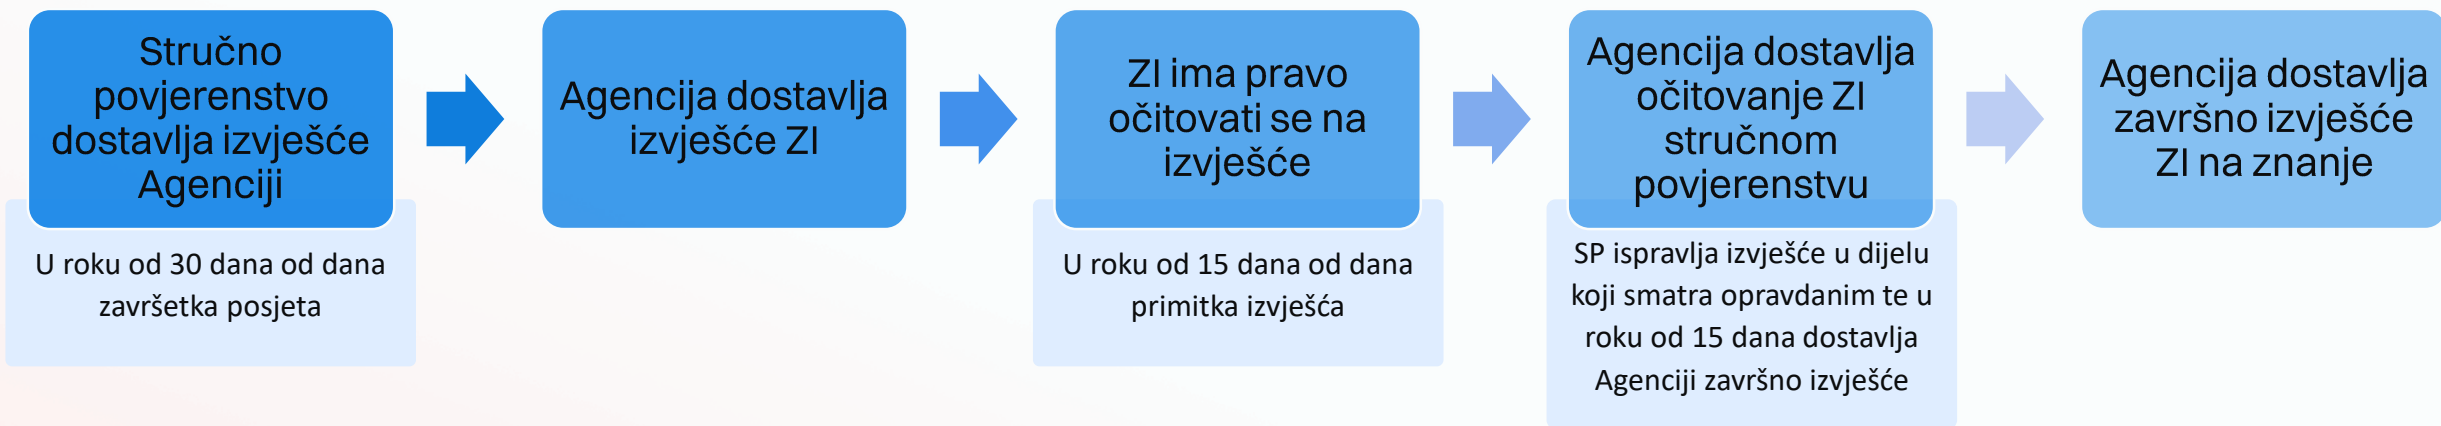 Stručno
povjerenstvo
dostavlja izvješće
Agenciji
U roku od 30 dana od dana
završetka posjeta
Agencija dostavlja
izvješće ZI
ZI ima pravo
očitovati se na
izvješće
U roku od 15 dana od dana
primitka izvješća
Agencija dostavlja
očitovanje ZI
stručnom
povjerenstvu
SP ispravlja izvješće u dijelu
koji smatra opravdanim te u
roku od 15 dana dostavlja
Agenciji završno izvješće
Agencija dostavlja
završno izvješće
ZI na znanje